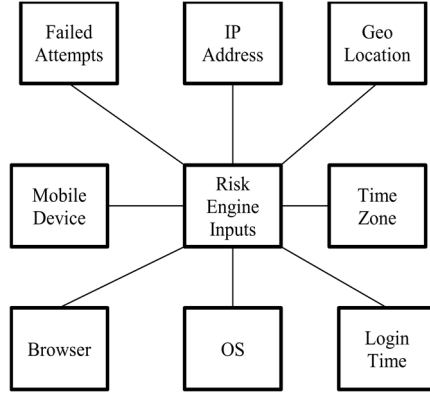 Failed
Attempts
IP
Address
Geo
Location
Mobile
Device
Risk
Engine
Inputs
Time
Zone
Browser
OS
Login
Time